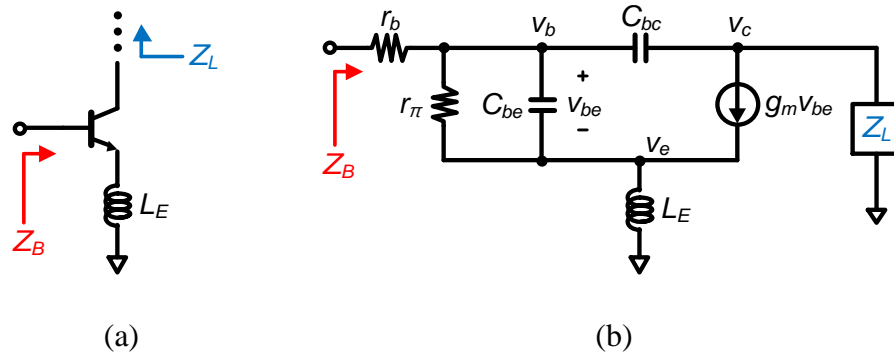 Z_L
Z_B
L_E
(a)
r_b
v_b
C_bc
v_c
r_π
C_be
+
v_be
−
g_m v_be
Z_L
Z_B
v_e
L_E
(b)